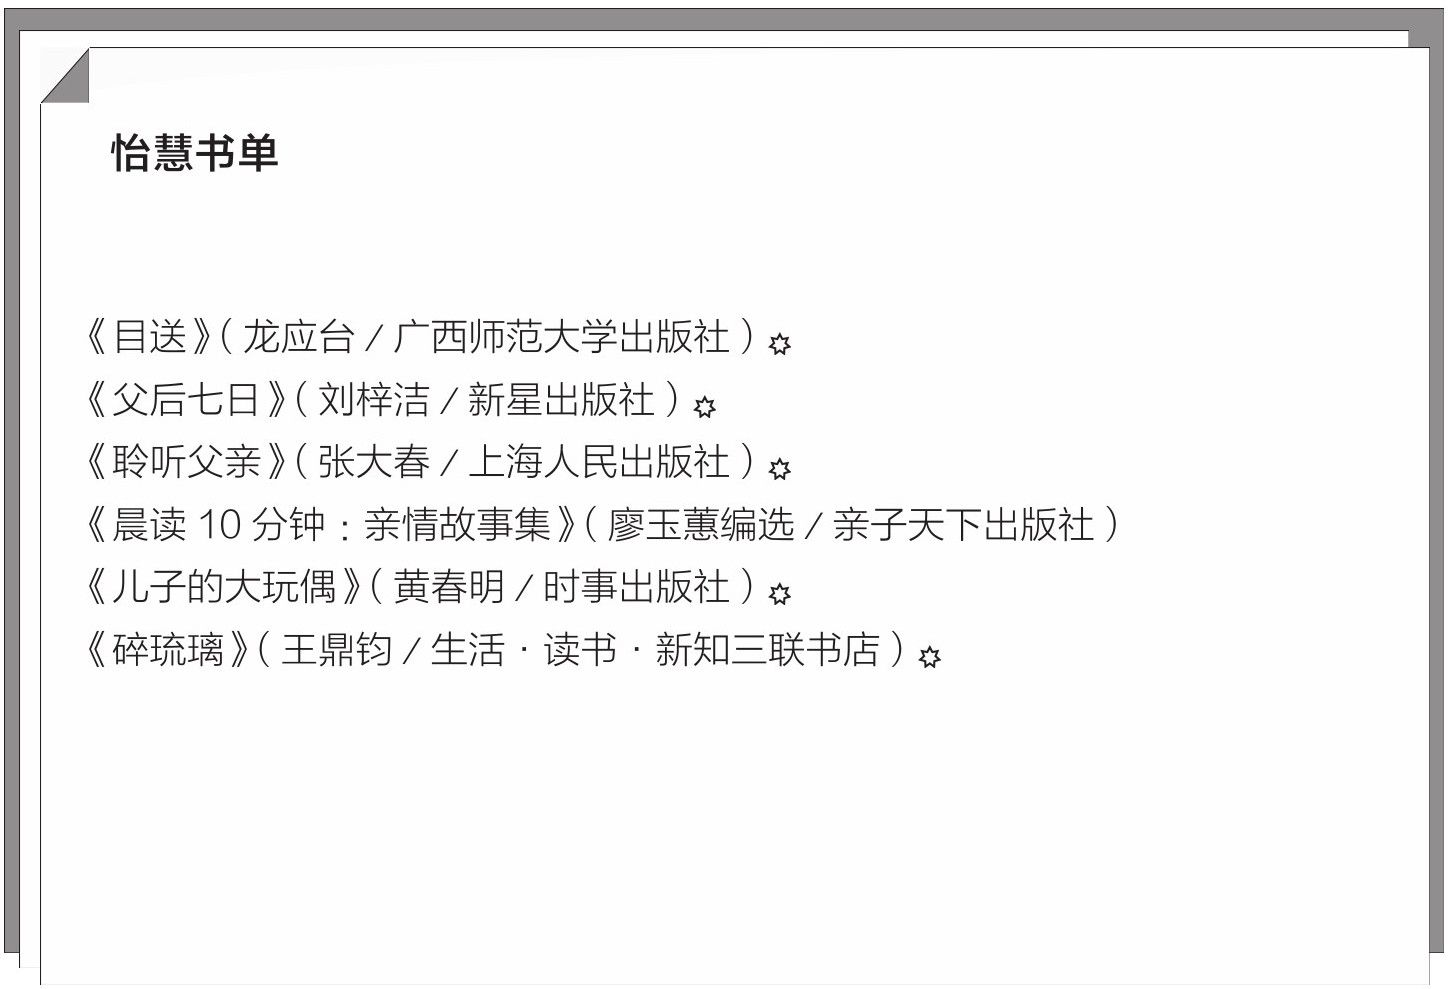 怡慧书单
《目送》（龙应台 / 广西师范大学出版社）✡
《父后七日》（刘梓洁 / 新星出版社）✡
《聆听父亲》（张大春 / 上海人民出版社）✡
《晨读 10 分钟：亲情故事集》（廖玉蕙编选 / 亲子天下出版社）
《儿子的大玩偶》（黄春明 / 时事出版社）✡
《碎琉璃》（王鼎钧 / 生活·读书·新知三联书店）✡